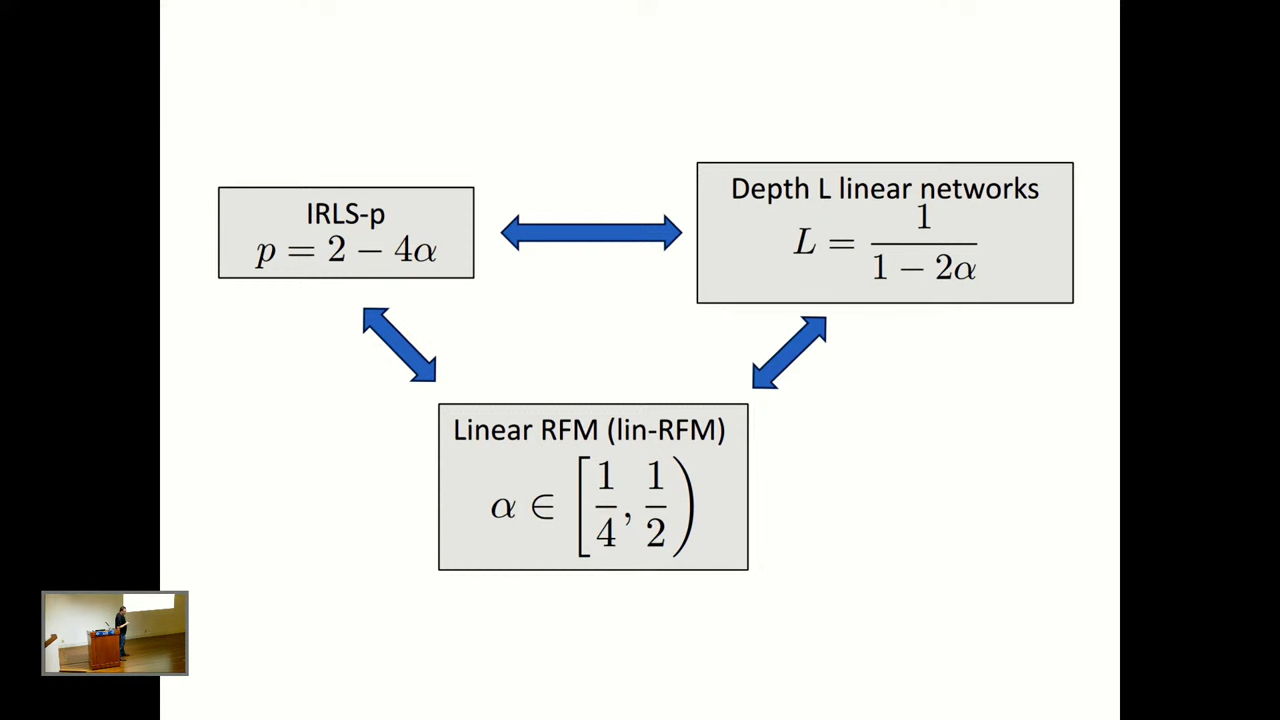 IRLS-p
p = 2 − 4α
Depth L linear networks
L = 1 / (1 − 2α)
Linear RFM (lin-RFM)
α ∈ [1/4, 1/2)